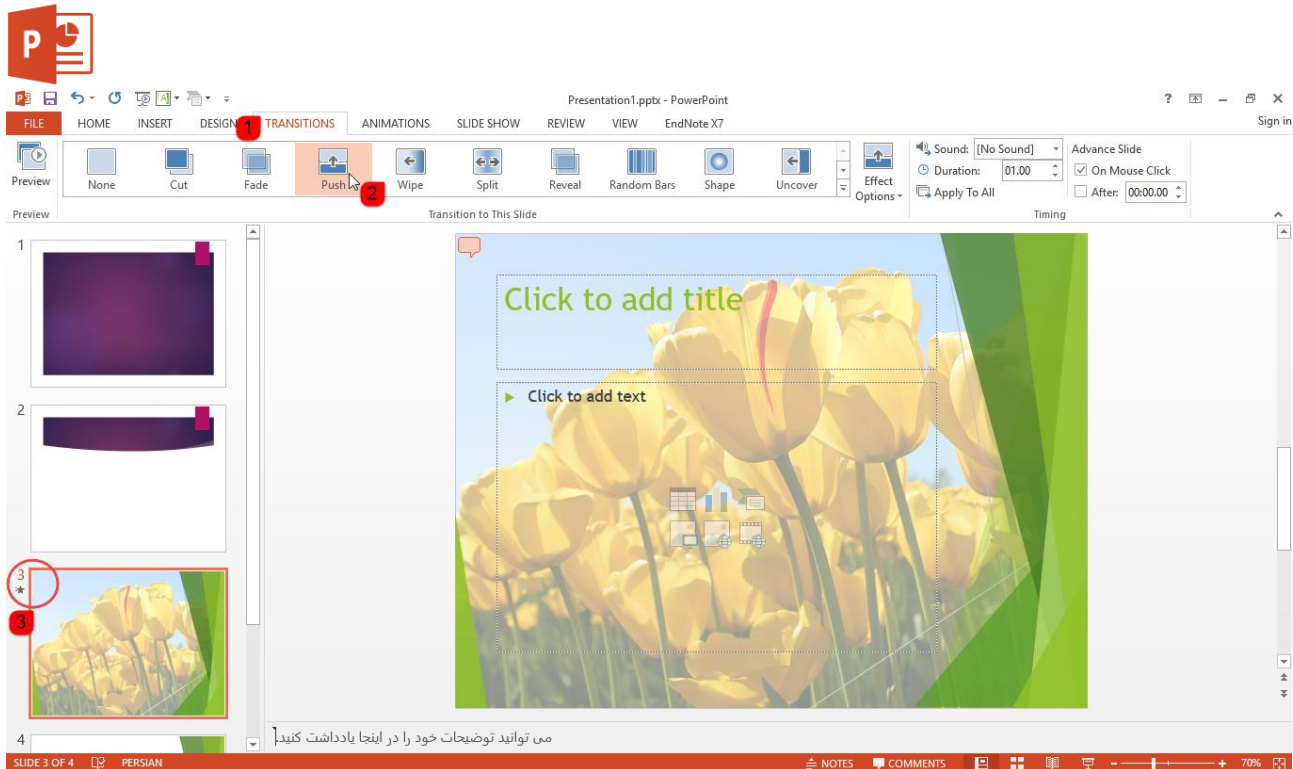 P
Presentation1.pptx - PowerPoint
?
FILE HOME INSERT DESIGN 1 TRANSITIONS ANIMATIONS SLIDE SHOW REVIEW VIEW EndNote X7 Sign in
Preview
None Cut Fade Push 2 Wipe Split Reveal Random Bars Shape Uncover
Effect Options
Sound: [No Sound]
Duration: 01.00
Apply To All
Advance Slide
On Mouse Click
After: 00:00.00
Preview Transition to This Slide Timing
1
2
3
3
4
Click to add title
Click to add text
می توانید توضیحات خود را در اینجا یادداشت کنید.
SLIDE 3 OF 4 PERSIAN NOTES COMMENTS 70%